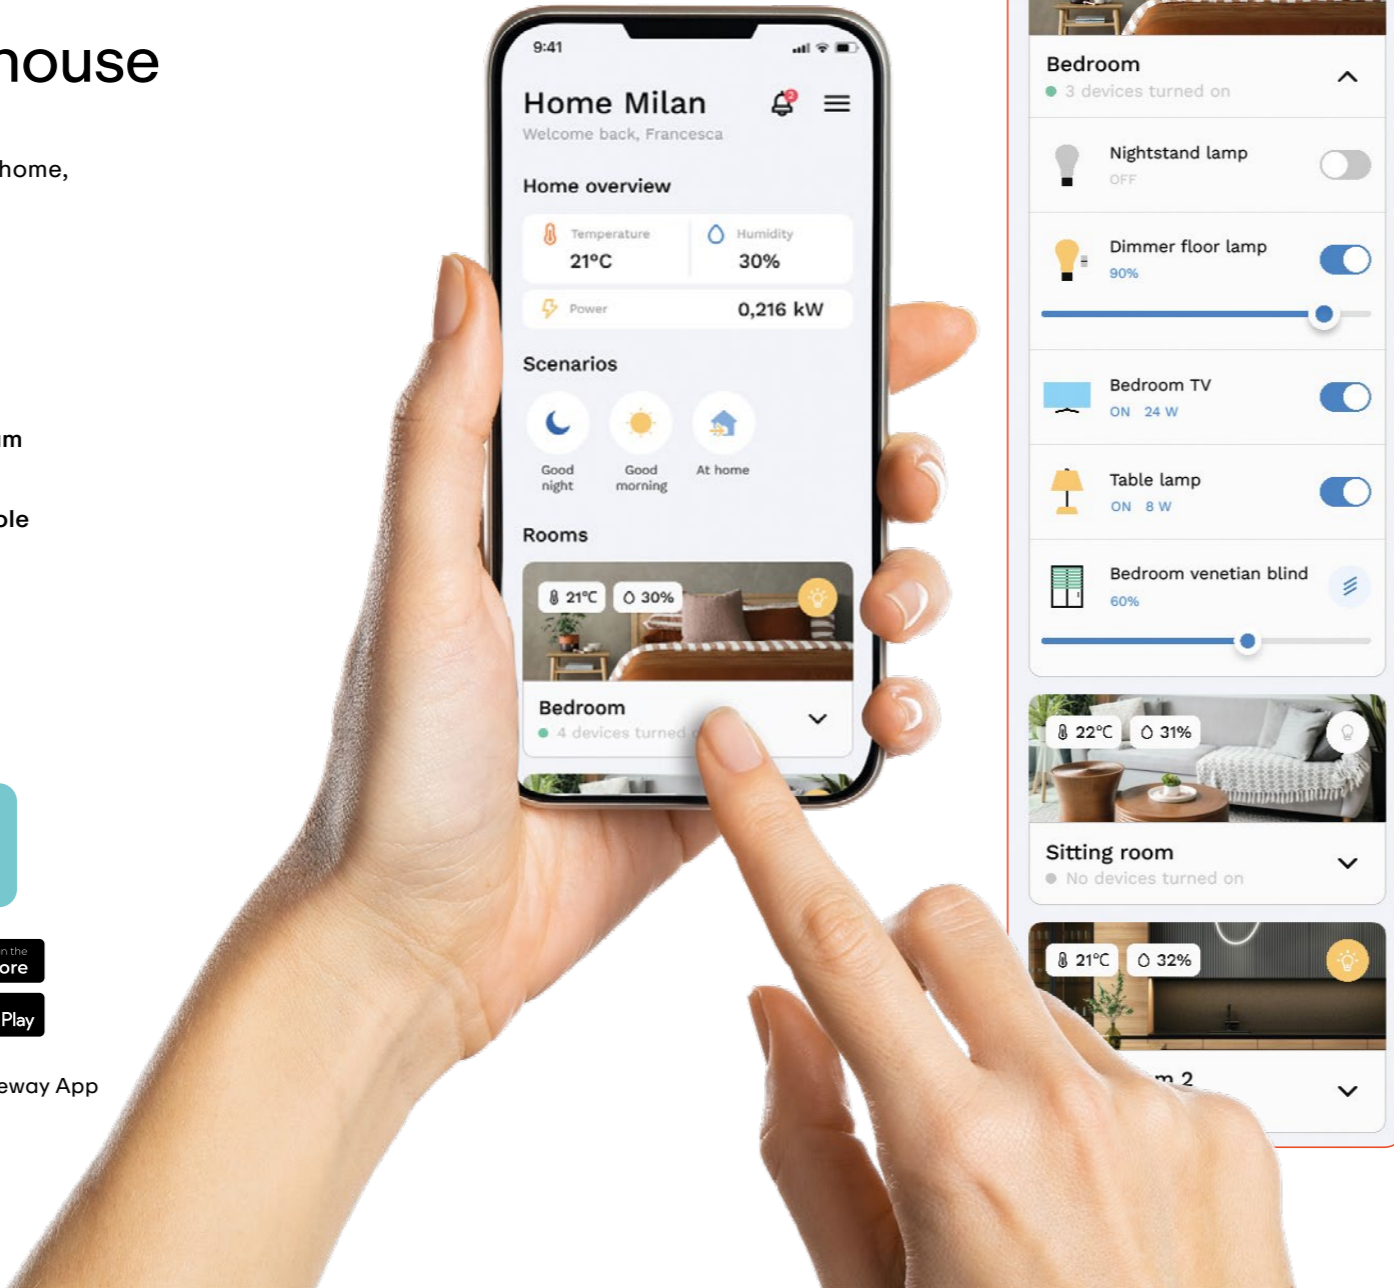 house
home,
um
ble
n the
ore
Play
eway App
9:41
Home Milan
2
Welcome back, Francesca
Home overview
Temperature
21°C
Humidity
30%
Power
0,216 kW
Scenarios
Good
night
Good
morning
At home
Rooms
21°C
30%
Bedroom
4 devices turned
Bedroom
3 devices turned on
Nightstand lamp
OFF
Dimmer floor lamp
90%
Bedroom TV
ON 24 W
Table lamp
ON 8 W
Bedroom venetian blind
60%
22°C
31%
Sitting room
No devices turned on
21°C
32%
m 2